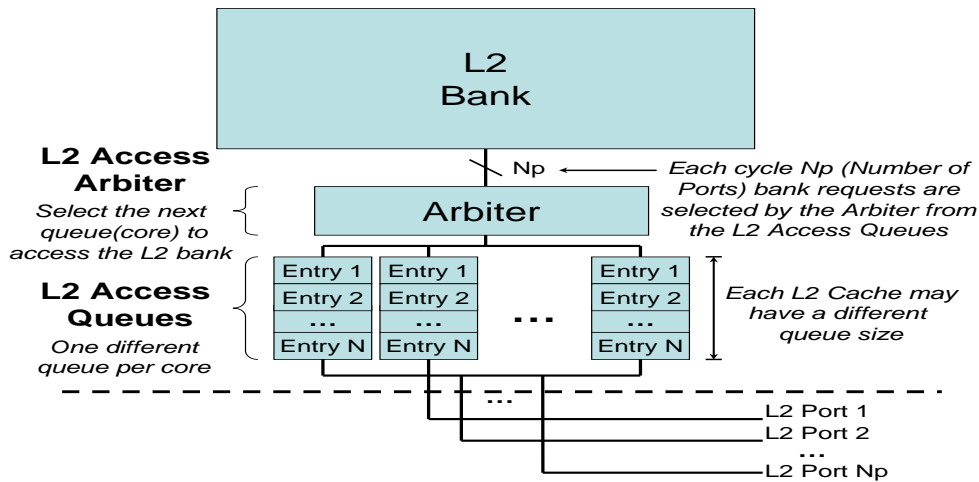 L2
Bank
L2 Access
Arbiter
Select the next
queue(core) to
access the L2 bank
Np
Each cycle Np (Number of
Ports) bank requests are
selected by the Arbiter from
the L2 Access Queues
Arbiter
L2 Access
Queues
One different
queue per core
Entry 1
Entry 2
...
Entry N
Entry 1
Entry 2
...
Entry N
...
Entry 1
Entry 2
...
Entry N
Each L2 Cache may
have a different
queue size
...
L2 Port 1
L2 Port 2
...
L2 Port Np